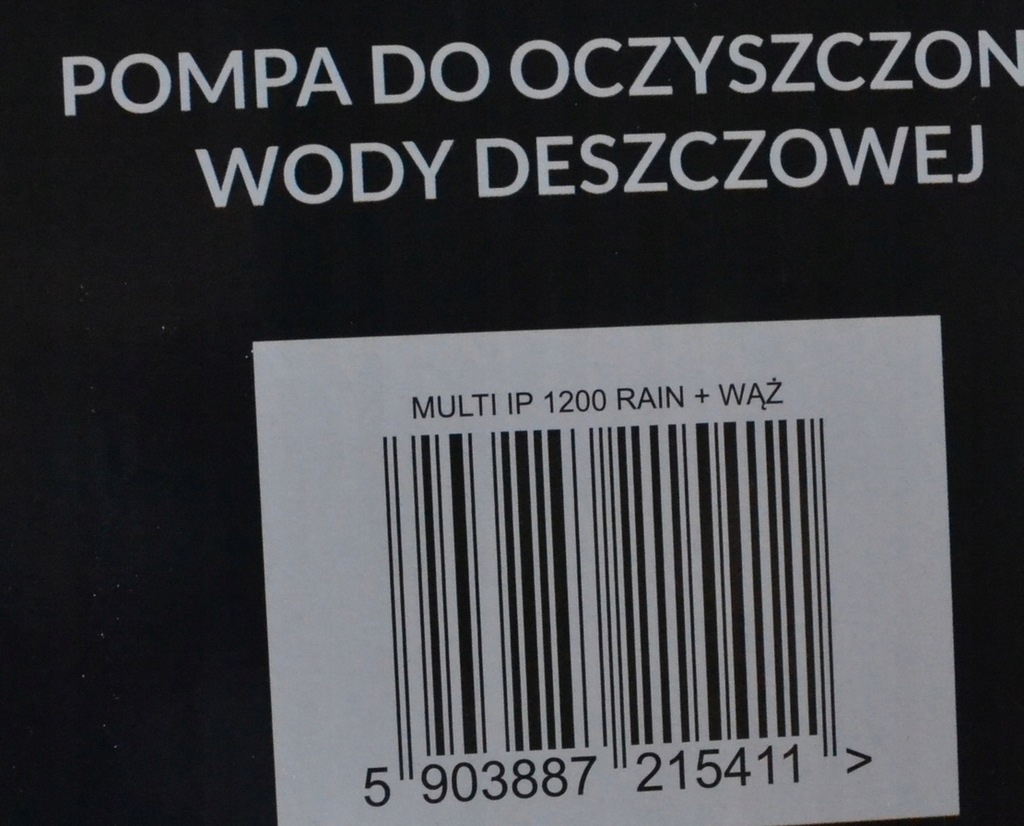 POMPA DO OCZYSZCZON
WODY DESZCZOWEJ
MULTI IP 1200 RAIN + WĄŻ
5 903887 215411 >